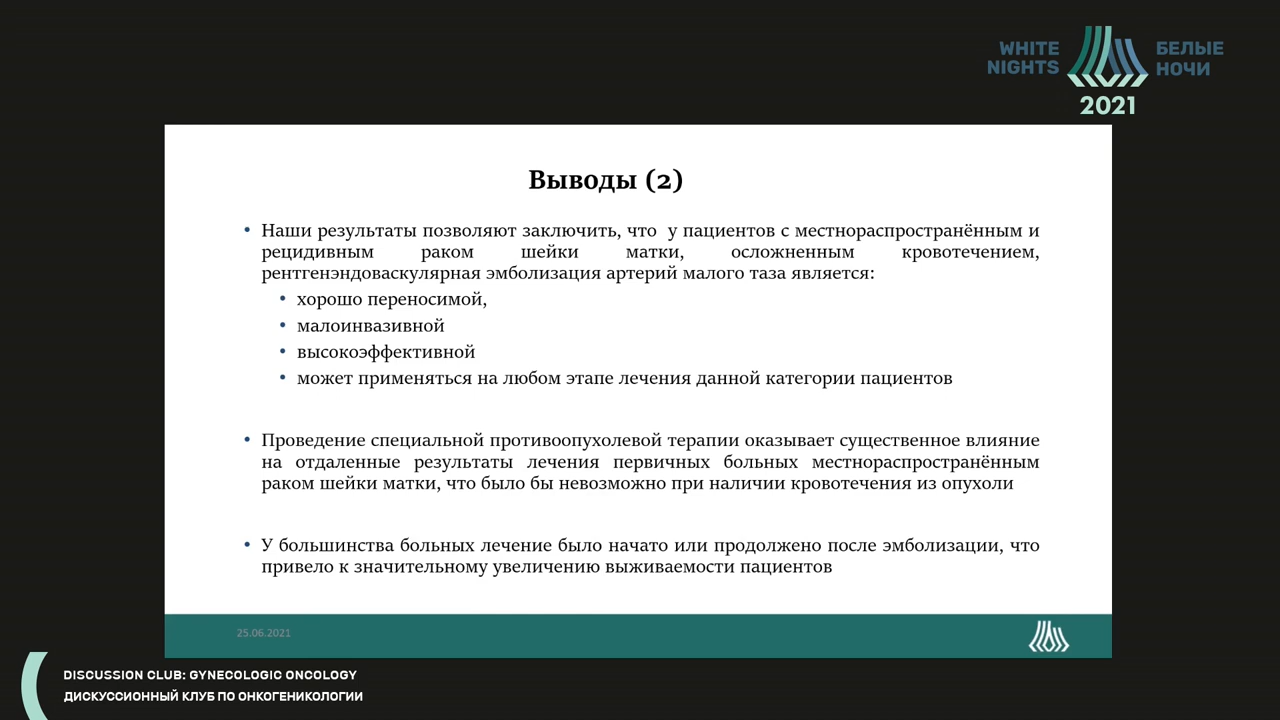 WHITE
NIGHTS
БЕЛЫЕ
НОЧИ
2021
Выводы (2)
• Наши результаты позволяют заключить, что у пациентов с местнораспространённым и
рецидивным раком шейки матки, осложненным кровотечением,
рентгенэндоваскулярная эмболизация артерий малого таза является:
• хорошо переносимой,
• малоинвазивной
• высокоэффективной
• может применяться на любом этапе лечения данной категории пациентов
• Проведение специальной противоопухолевой терапии оказывает существенное влияние
на отдаленные результаты лечения первичных больных местнораспространённым
раком шейки матки, что было бы невозможно при наличии кровотечения из опухоли
• У большинства больных лечение было начато или продолжено после эмболизации, что
привело к значительному увеличению выживаемости пациентов
25.06.2021
DISCUSSION CLUB: GYNECOLOGIC ONCOLOGY
ДИСКУССИОННЫЙ КЛУБ ПО ОНКОГЕНИКОЛОГИИ